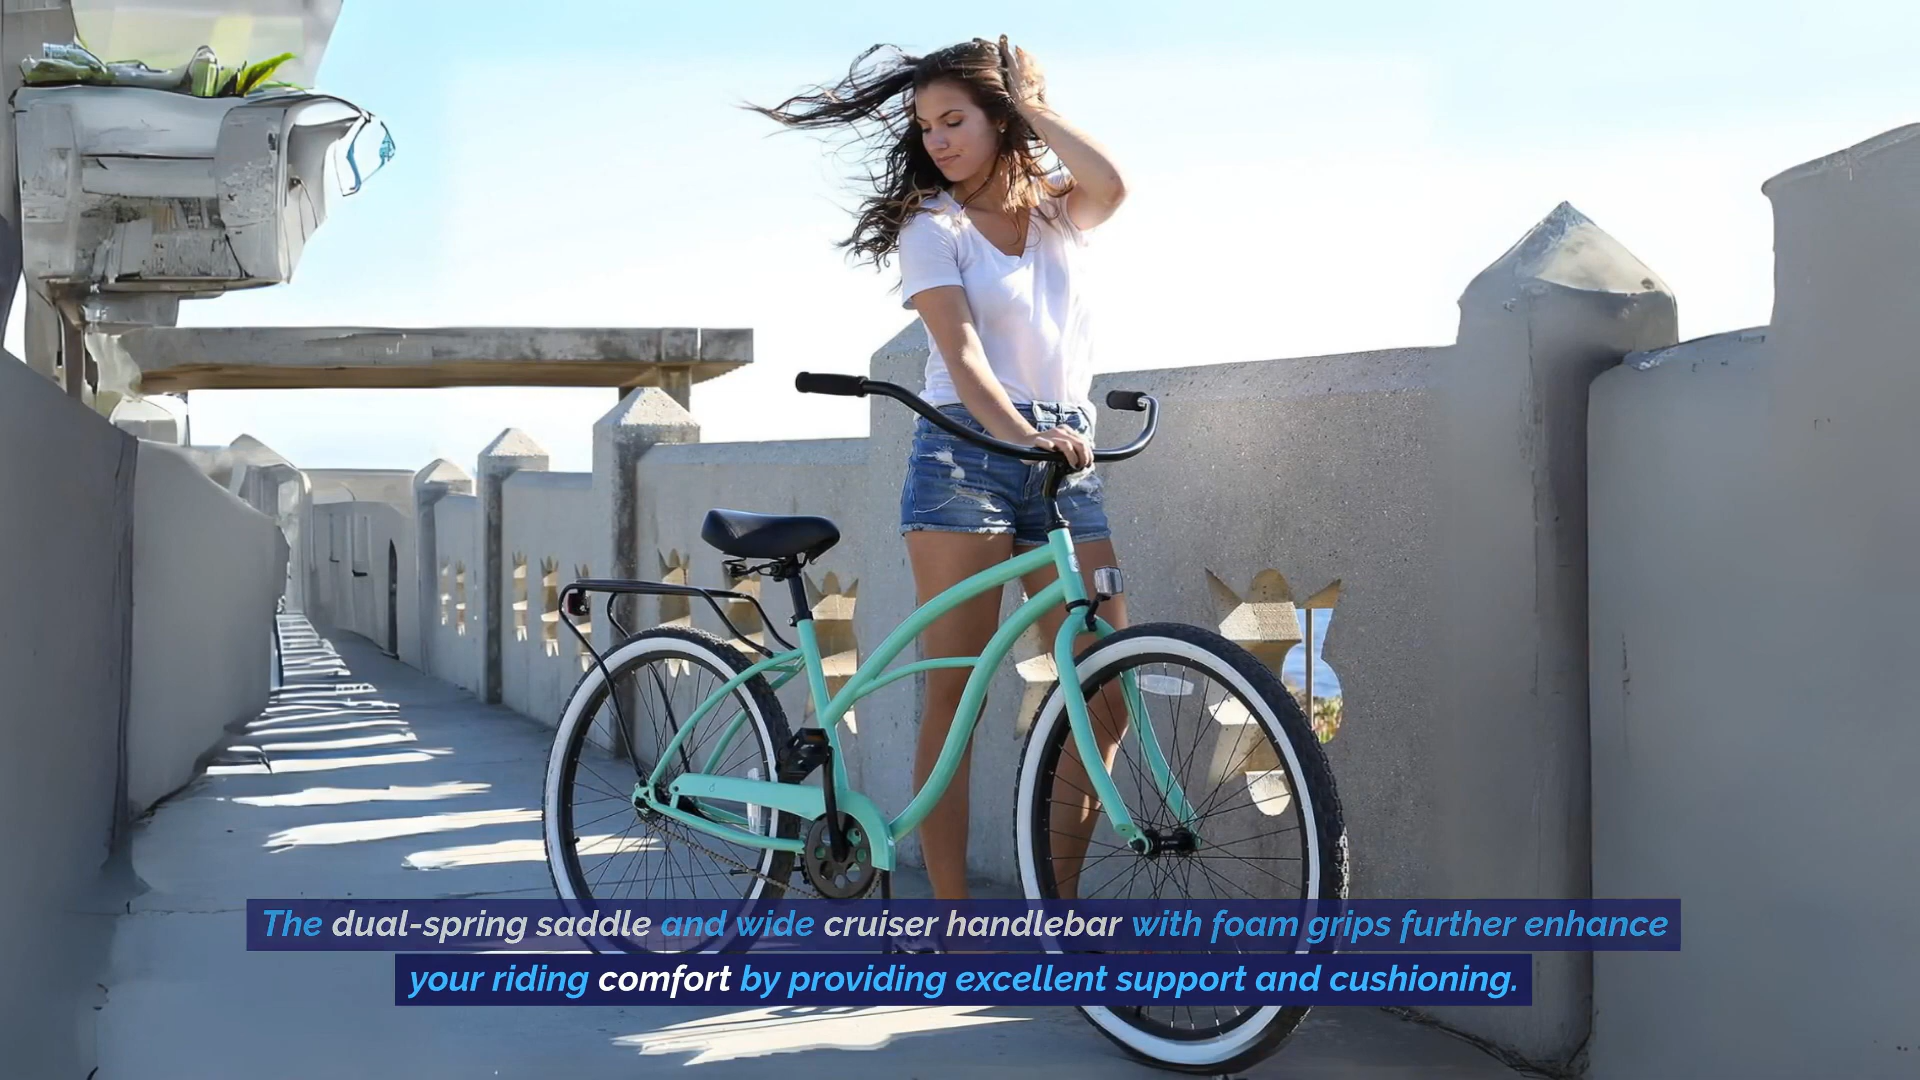 The dual-spring saddle and wide cruiser handlebar with foam grips further enhance
your riding comfort by providing excellent support and cushioning.